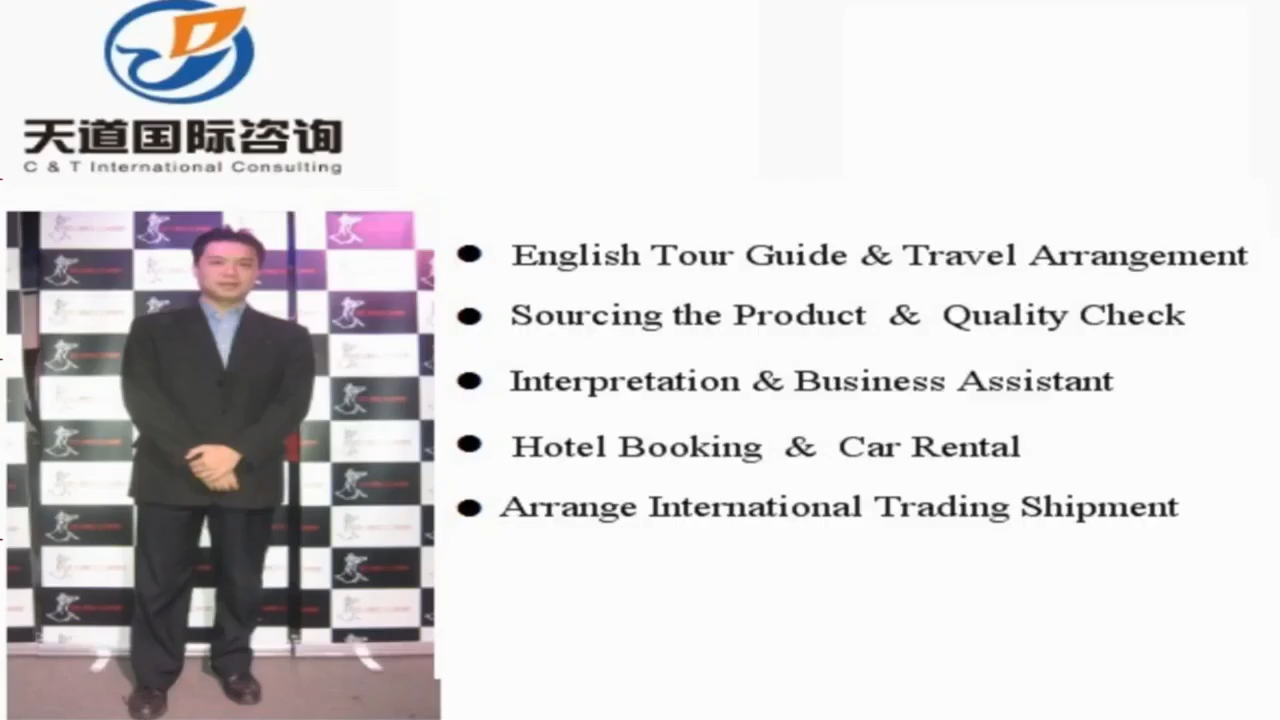 天道国际咨询
C & T International Consulting
English Tour Guide & Travel Arrangement
Sourcing the Product & Quality Check
Interpretation & Business Assistant
Hotel Booking & Car Rental
Arrange International Trading Shipment